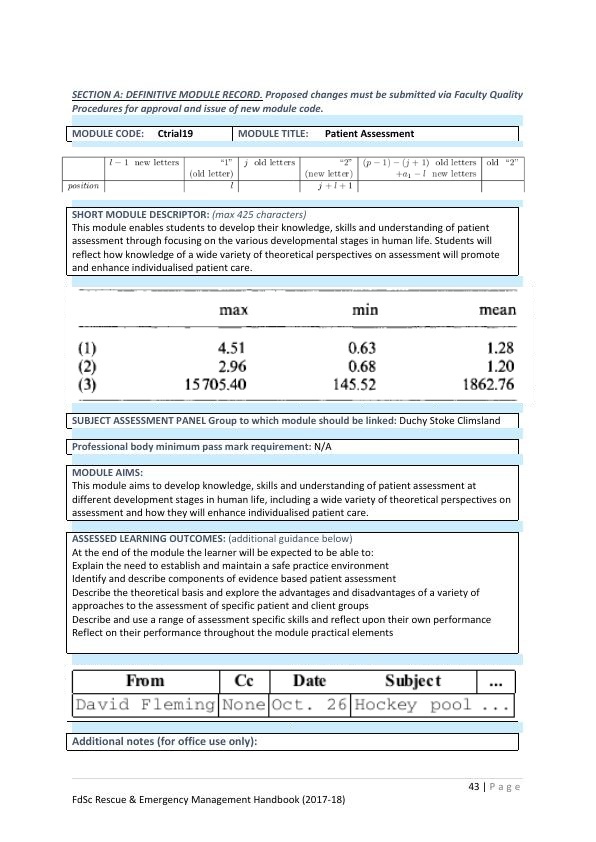 SECTION A: DEFINITIVE MODULE RECORD. Proposed changes must be submitted via Faculty Quality
Procedures for approval and issue of new module code.
MODULE CODE: Ctrial19 MODULE TITLE: Patient Assessment
l − 1 new letters "1" j old letters "2" (p − 1) − (j + 1) old letters old "2"
(old letter) (new letter) +a₁ − l new letters
position l j + l + 1
SHORT MODULE DESCRIPTOR: (max 425 characters)
This module enables students to develop their knowledge, skills and understanding of patient
assessment through focusing on the various developmental stages in human life. Students will
reflect how knowledge of a wide variety of theoretical perspectives on assessment will promote
and enhance individualised patient care.
max min mean
(1) 4.51 0.63 1.28
(2) 2.96 0.68 1.20
(3) 15705.40 145.52 1862.76
SUBJECT ASSESSMENT PANEL Group to which module should be linked: Duchy Stoke Climsland
Professional body minimum pass mark requirement: N/A
MODULE AIMS:
This module aims to develop knowledge, skills and understanding of patient assessment at
different development stages in human life, including a wide variety of theoretical perspectives on
assessment and how they will enhance individualised patient care.
ASSESSED LEARNING OUTCOMES: (additional guidance below)
At the end of the module the learner will be expected to be able to:
Explain the need to establish and maintain a safe practice environment
Identify and describe components of evidence based patient assessment
Describe the theoretical basis and explore the advantages and disadvantages of a variety of
approaches to the assessment of specific patient and client groups
Describe and use a range of assessment specific skills and reflect upon their own performance
Reflect on their performance throughout the module practical elements
From Cc Date Subject ...
David Fleming None Oct. 26 Hockey pool ...
Additional notes (for office use only):
43 | Page
FdSc Rescue & Emergency Management Handbook (2017-18)